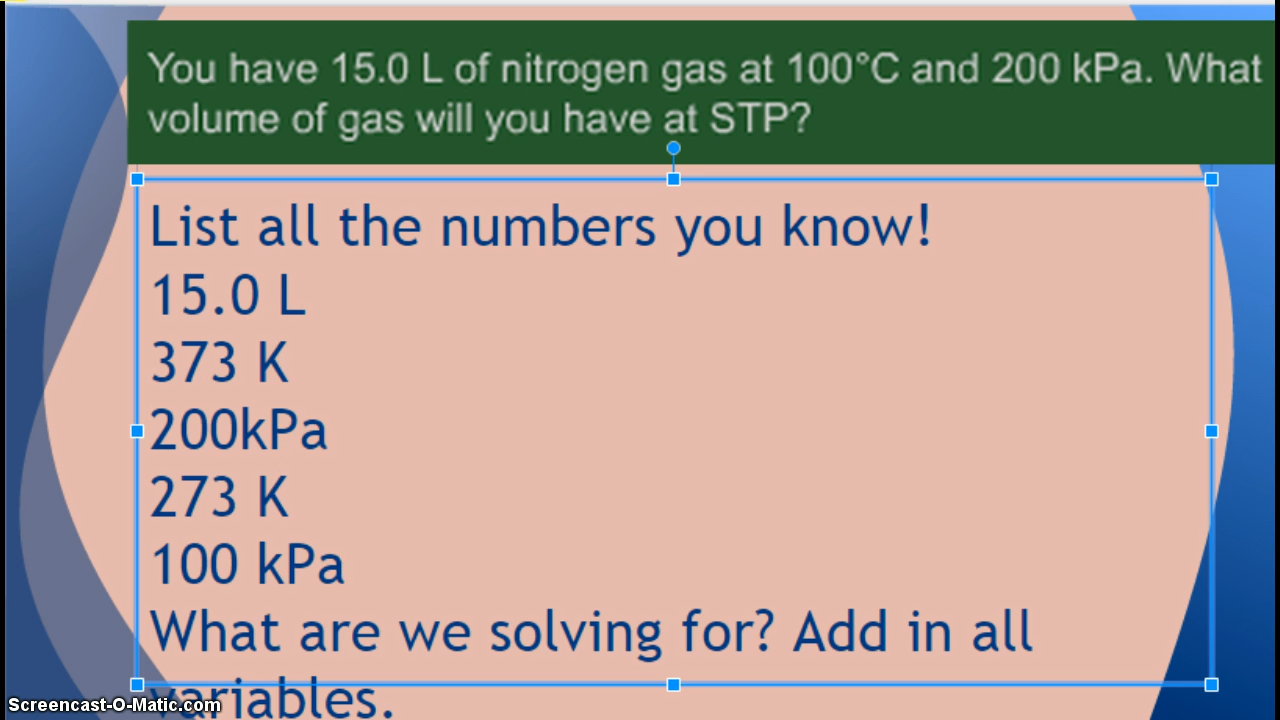 You have 15.0 L of nitrogen gas at 100°C and 200 kPa. What
volume of gas will you have at STP?
List all the numbers you know!
15.0 L
373 K
200kPa
273 K
100 kPa
What are we solving for? Add in all
variables.
Screencast-O-Matic.com